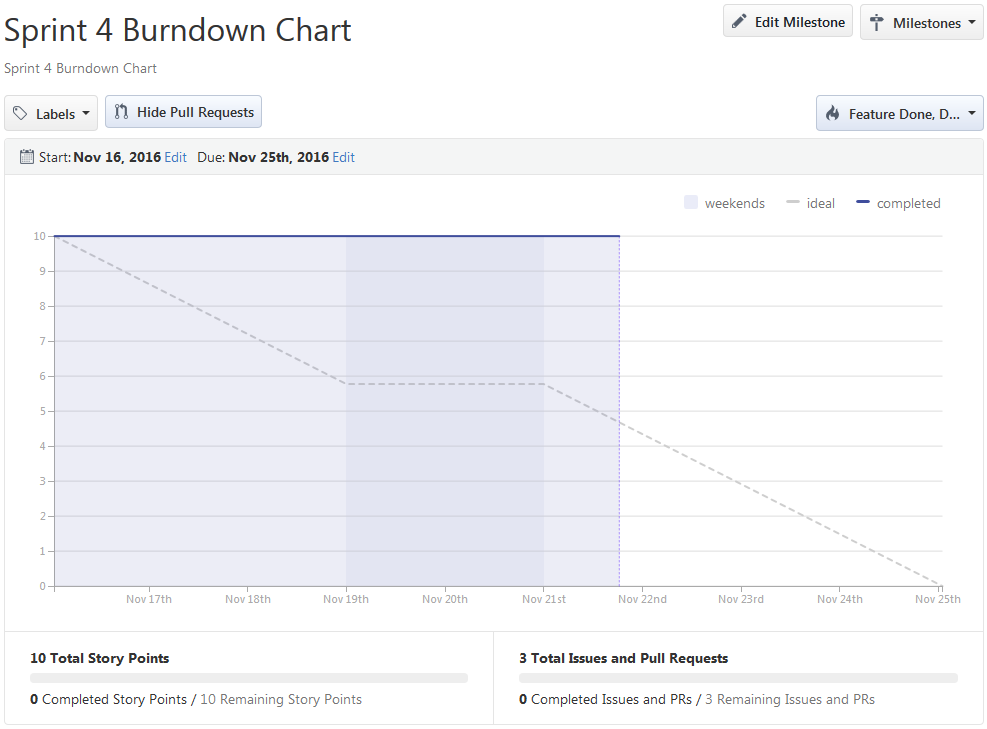 Sprint 4 Burndown Chart
Edit Milestone
Milestones
Sprint 4 Burndown Chart
Labels
Hide Pull Requests
Feature Done, D...
Start: Nov 16, 2016 Edit Due: Nov 25th, 2016 Edit
weekends ideal completed
10
9
8
7
6
5
4
3
2
1
0
Nov 17th Nov 18th Nov 19th Nov 20th Nov 21st Nov 22nd Nov 23rd Nov 24th Nov 25th
10 Total Story Points
0 Completed Story Points / 10 Remaining Story Points
3 Total Issues and Pull Requests
0 Completed Issues and PRs / 3 Remaining Issues and PRs